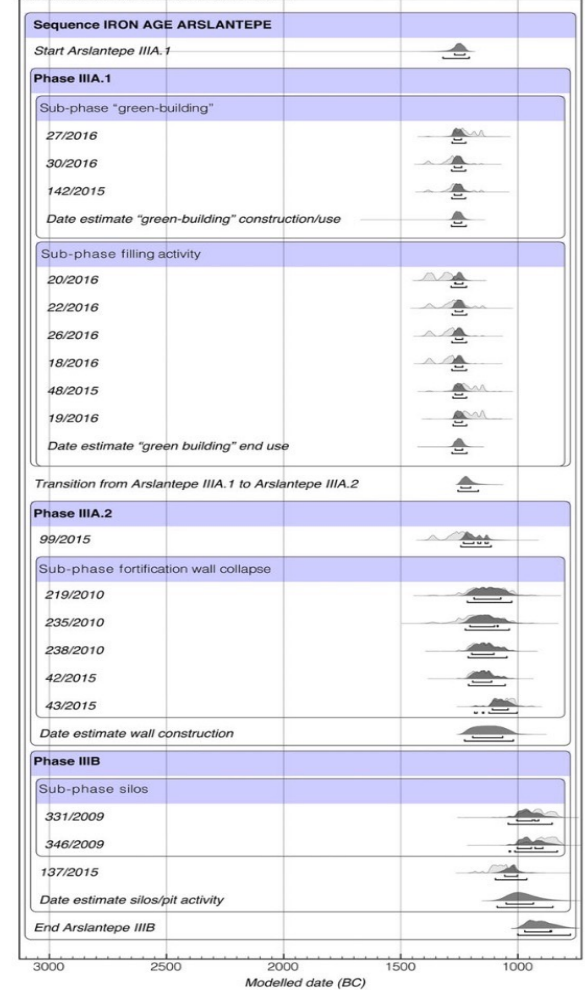 Sequence IRON AGE ARSLANTEPE
Start Arslantepe IIIA.1
Phase IIIA.1
Sub-phase “green-building”
27/2016
30/2016
142/2015
Date estimate “green-building” construction/use
Sub-phase filling activity
20/2016
22/2016
26/2016
18/2016
48/2015
19/2016
Date estimate “green building” end use
Transition from Arslantepe IIIA.1 to Arslantepe IIIA.2
Phase IIIA.2
99/2015
Sub-phase fortification wall collapse
219/2010
235/2010
238/2010
42/2015
43/2015
Date estimate wall construction
Phase IIIB
Sub-phase silos
331/2009
346/2009
137/2015
Date estimate silos/pit activity
End Arslantepe IIIB
3000 2500 2000 1500 1000
Modelled date (BC)